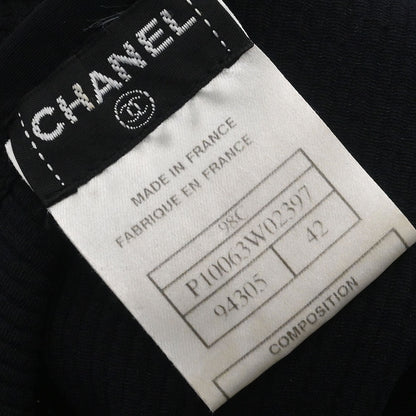 CHANEL
MADE IN FRANCE
FABRIQUE EN FRANCE
98C
P10063W02397
94305 42
COMPOSITION